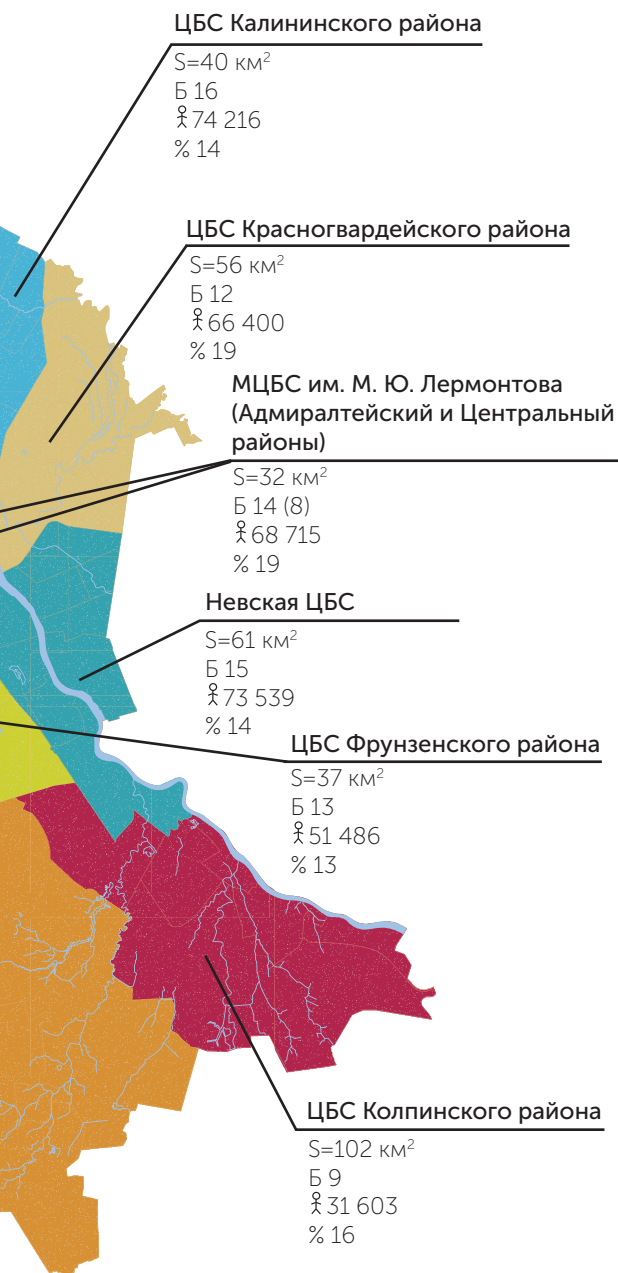 ЦБС Калининского района
S=40 км²
Б 16
74 216
% 14
ЦБС Красногвардейского района
S=56 км²
Б 12
66 400
% 19
МЦБС им. М. Ю. Лермонтова
(Адмиралтейский и Центральный
районы)
S=32 км²
Б 14 (8)
68 715
% 19
Невская ЦБС
S=61 км²
Б 15
73 539
% 14
ЦБС Фрунзенского района
S=37 км²
Б 13
51 486
% 13
ЦБС Колпинского района
S=102 км²
Б 9
31 603
% 16